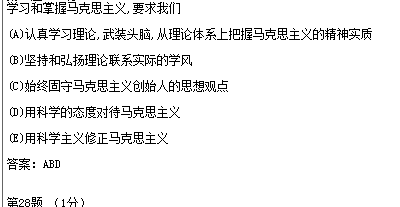 学习和掌握马克思主义,要求我们
(A)认真学习理论,武装头脑,从理论体系上把握马克思主义的精神实质
(B)坚持和弘扬理论联系实际的学风
(C)始终固守马克思主义创始人的思想观点
(D)用科学的态度对待马克思主义
(E)用科学主义修正马克思主义
答案: ABD
第28题 (1分)